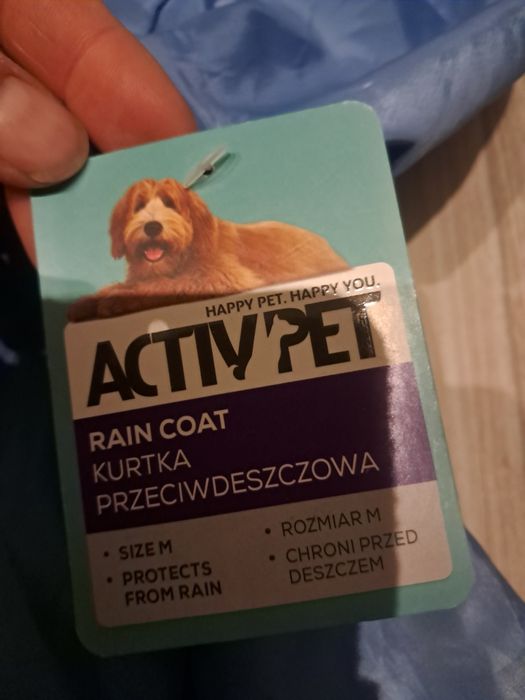 HAPPY PET. HAPPY YOU.
ACTIV PET
RAIN COAT
KURTKA
PRZECIWDESZCZOWA
• SIZE M
• PROTECTS
FROM RAIN
• ROZMIAR M
• CHRONI PRZED
DESZCZEM